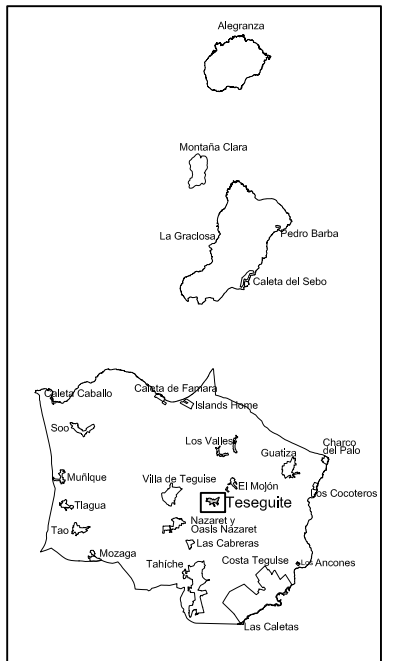 Alegranza
Montaña Clara
La Graciosa
Pedro Barba
Caleta del Sebo
Caleta Caballo
Caleta de Famara
Islands Home
Soo
Los Valles
Charco
del Palo
Guatiza
Muñique
Villa de Teguise
El Mojón
Los Cocoteros
Tiagua
Teseguite
Tao
Nazaret y
Oasis Nazaret
Las Cabreras
Mozaga
Tahíche
Costa Teguise
Los Ancones
Las Caletas